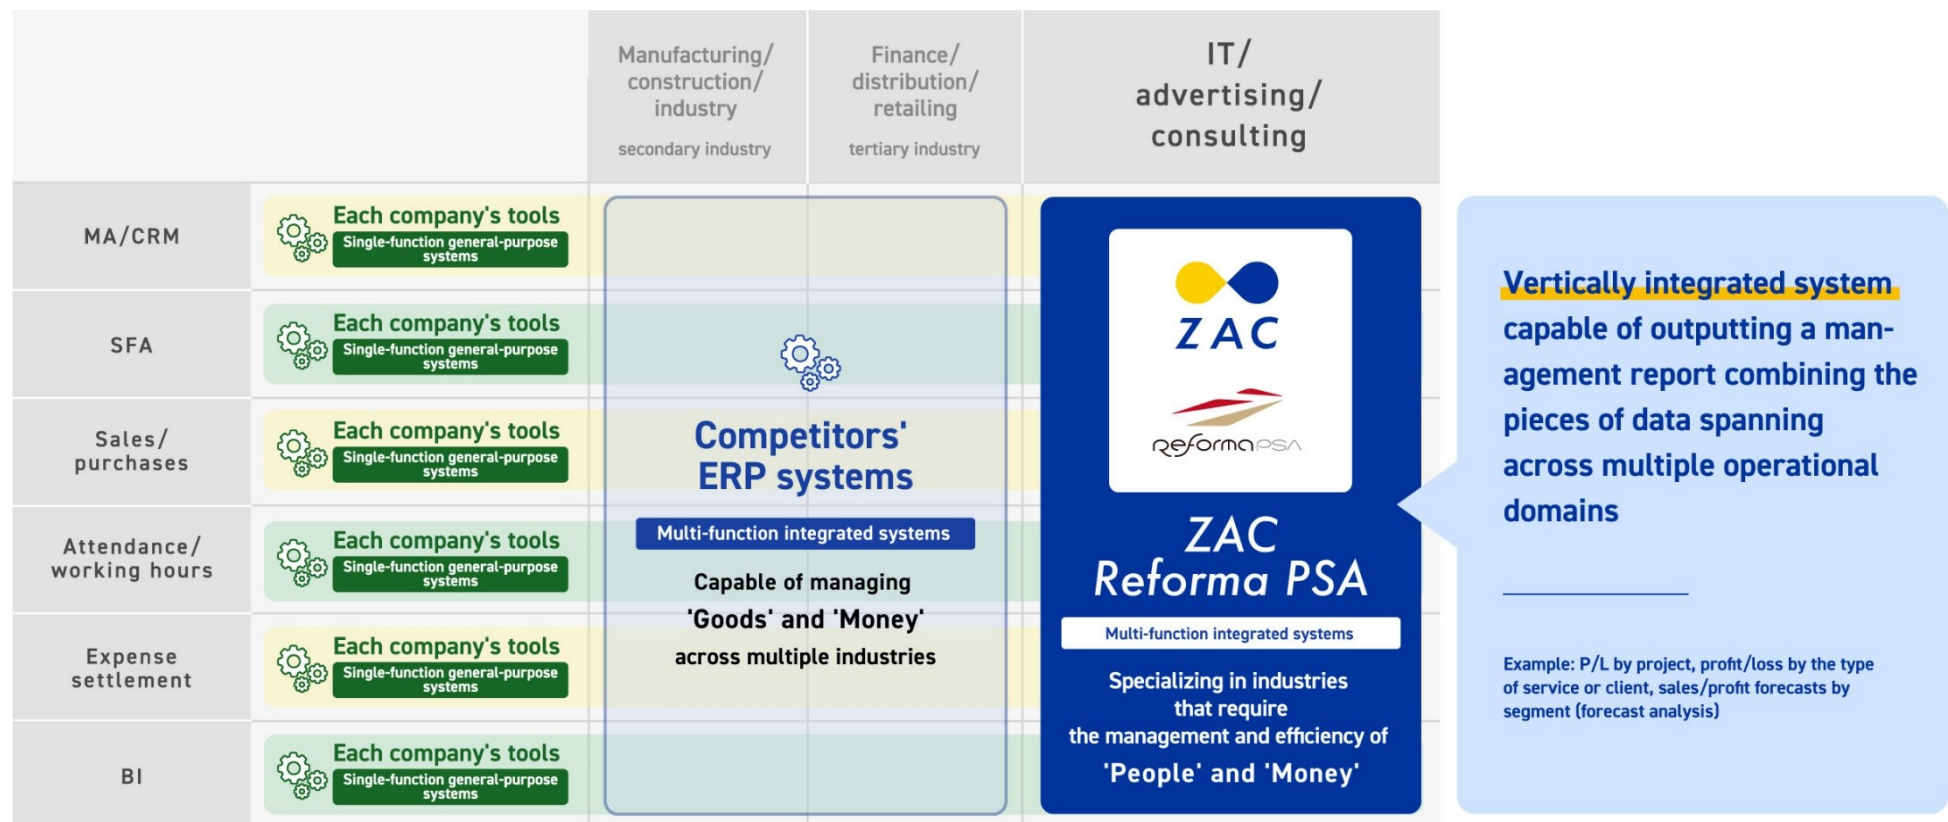 Manufacturing/
construction/
industry
secondary industry
Finance/
distribution/
retailing
tertiary industry
IT/
advertising/
consulting
MA/CRM
Each company's tools
Single-function general-purpose
systems
SFA
Each company's tools
Single-function general-purpose
systems
Sales/
purchases
Each company's tools
Single-function general-purpose
systems
Attendance/
working hours
Each company's tools
Single-function general-purpose
systems
Expense
settlement
Each company's tools
Single-function general-purpose
systems
BI
Each company's tools
Single-function general-purpose
systems
Competitors'
ERP systems
Multi-function integrated systems
Capable of managing
'Goods' and 'Money'
across multiple industries
ZAC
Reforma PSA
ZAC
Reforma PSA
Multi-function integrated systems
Specializing in industries
that require
the management and efficiency of
'People' and 'Money'
Vertically integrated system
capable of outputting a man-
agement report combining the
pieces of data spanning
across multiple operational
domains
Example: P/L by project, profit/loss by the type
of service or client, sales/profit forecasts by
segment (forecast analysis)